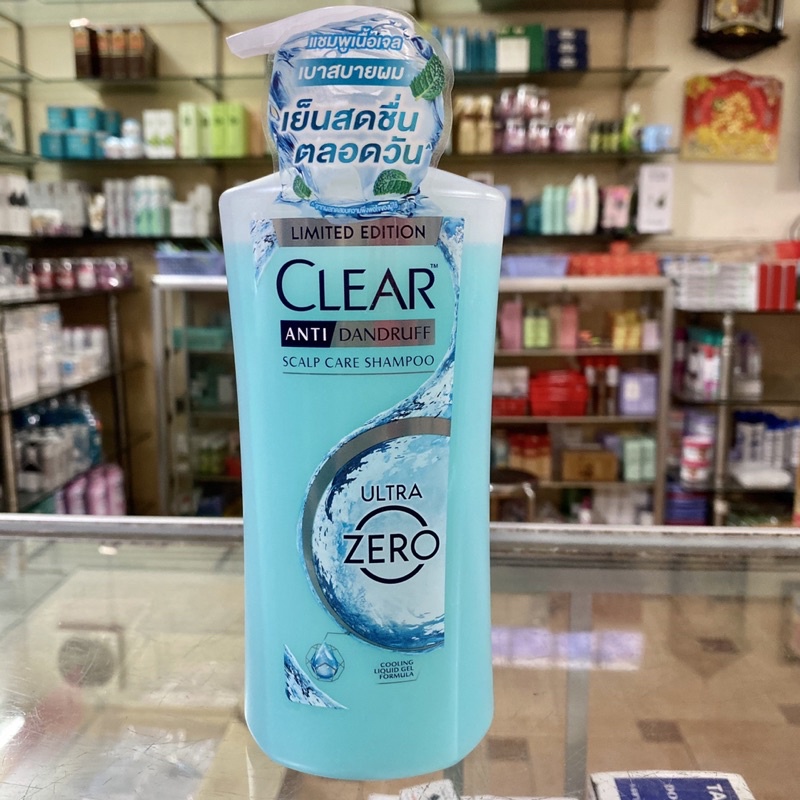 แชมพูเนื้อเจล
เบาสบายผม
เย็นสดชื่น
ตลอดวัน
LIMITED EDITION
CLEAR™
ANTI DANDRUFF
SCALP CARE SHAMPOO
ULTRA
ZERO
COOLING
LIQUID GEL
FORMULA